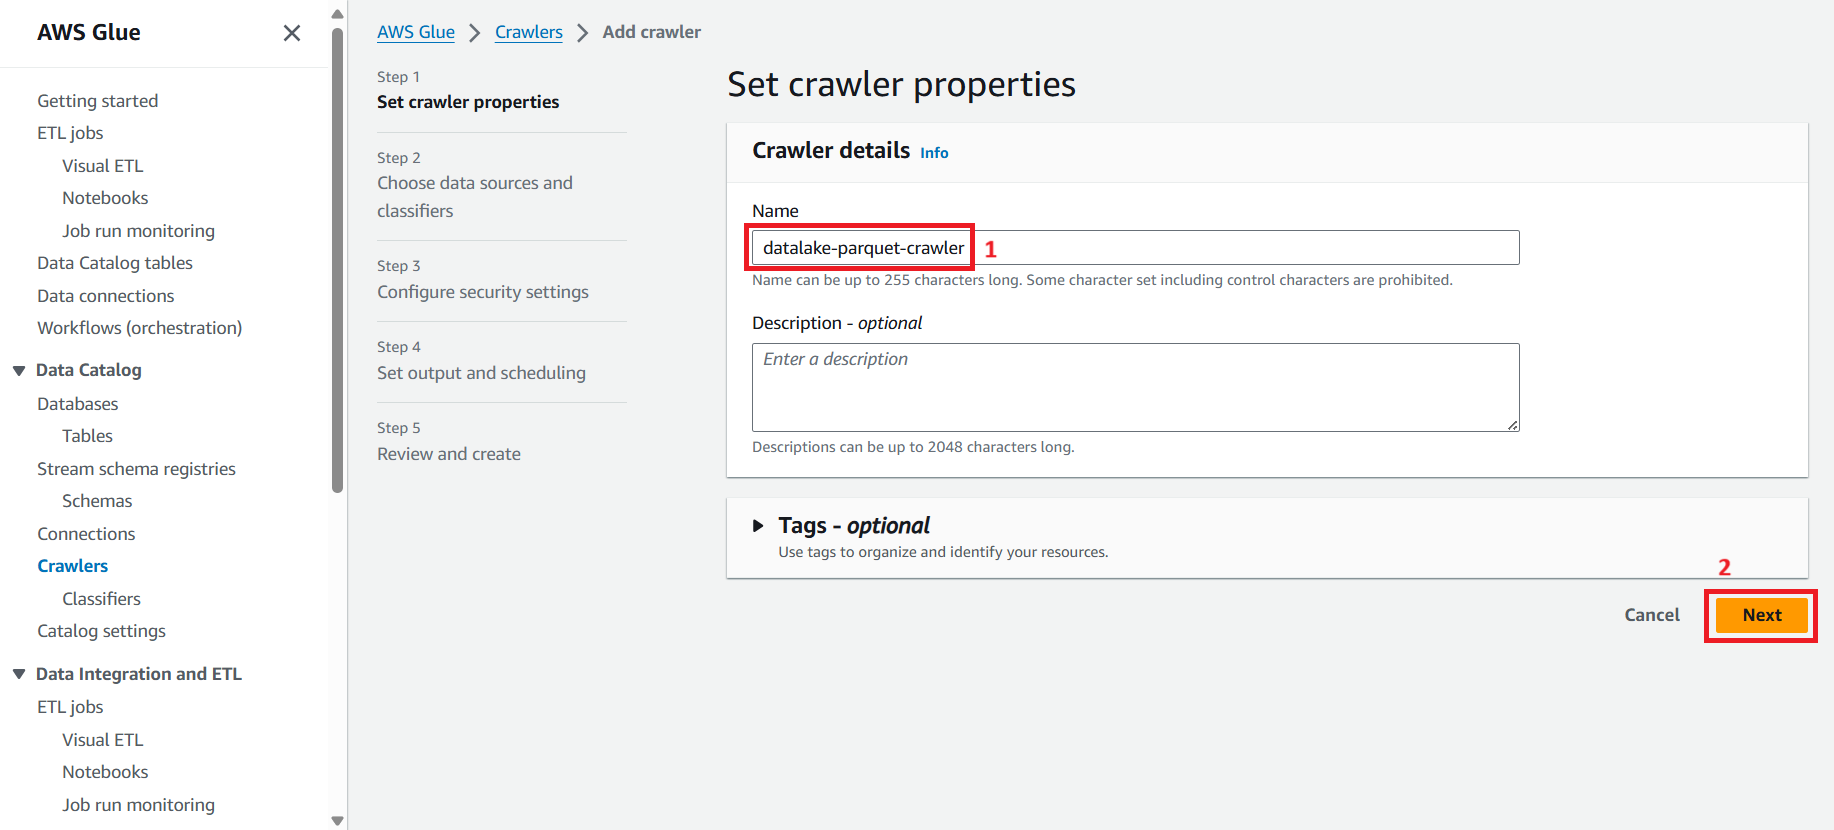 AWS Glue
Getting started
ETL jobs
Visual ETL
Notebooks
Job run monitoring
Data Catalog tables
Data connections
Workflows (orchestration)
Data Catalog
Databases
Tables
Stream schema registries
Schemas
Connections
Crawlers
Classifiers
Catalog settings
Data Integration and ETL
ETL jobs
Visual ETL
Notebooks
Job run monitoring
AWS Glue > Crawlers > Add crawler
Step 1
Set crawler properties
Step 2
Choose data sources and
classifiers
Step 3
Configure security settings
Step 4
Set output and scheduling
Step 5
Review and create
Set crawler properties
Crawler details Info
Name
datalake-parquet-crawler 1
Name can be up to 255 characters long. Some character set including control characters are prohibited.
Description - optional
Enter a description
Descriptions can be up to 2048 characters long.
Tags - optional
Use tags to organize and identify your resources.
2
Cancel Next